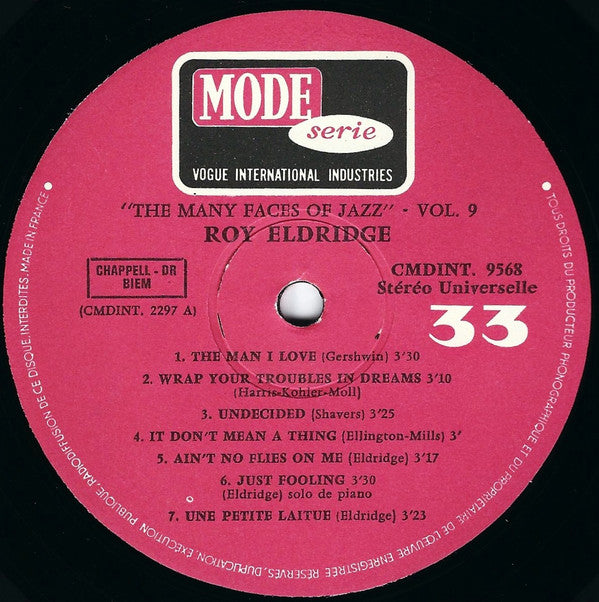 MODE
serie
VOGUE INTERNATIONAL INDUSTRIES
"THE MANY FACES OF JAZZ" - VOL. 9
ROY ELDRIDGE
CHAPPELL - DR
BIEM
(CMDINT. 2297 A)
CMDINT. 9568
Stéréo Universelle
33
1. THE MAN I LOVE (Gershwin) 3'30
2. WRAP YOUR TROUBLES IN DREAMS 3'10
(Harris-Kohler-Moll)
3. UNDECIDED (Shavers) 3'25
4. IT DON'T MEAN A THING (Ellington-Mills) 3'
5. AIN'T NO FLIES ON ME (Eldridge) 3'17
6. JUST FOOLING 3'30
(Eldridge) solo de piano
7. UNE PETITE LAITUE (Eldridge) 3'23
• TOUS DROITS DU PRODUCTEUR PHONOGRAPHIQUE ET DU PROPRIETAIRE DE L'ŒUVRE ENREGISTREE RESERVES, DUPLICATION, EXECUTION PUBLIQUE, RADIODIFFUSION DE CE DISQUE, INTERDITES. MADE IN FRANCE •